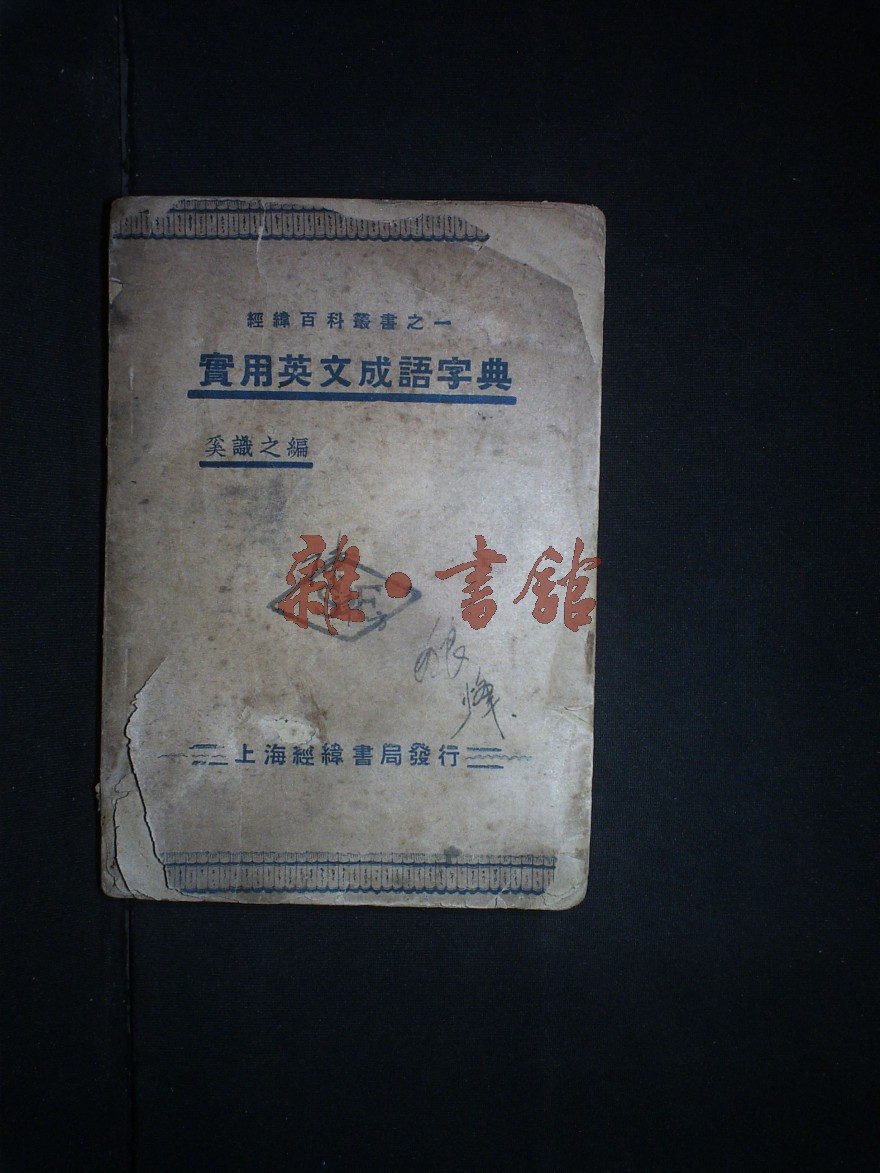 經緯百科叢書之一
實用英文成語字典
奚識之編
雜·書館
上海經緯書局發行